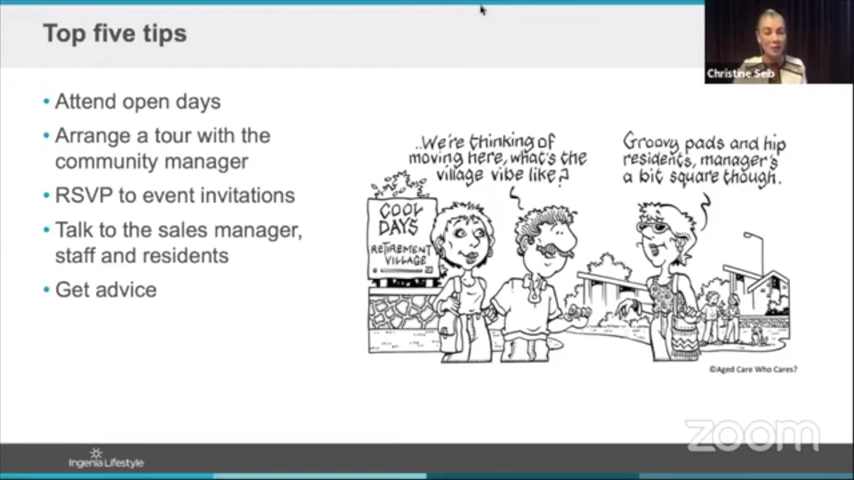 Top five tips
Christine Seib
• Attend open days
• Arrange a tour with the
community manager
• RSVP to event invitations
• Talk to the sales manager,
staff and residents
• Get advice
..We're thinking of
moving here, what's the
village vibe like?
Groovy pads and hip
residents, manager's
a bit square though.
COOL
DAYS
RETIREMENT
VILLAGE
©Aged Care Who Cares?
zoom
Ingenia Lifestyle